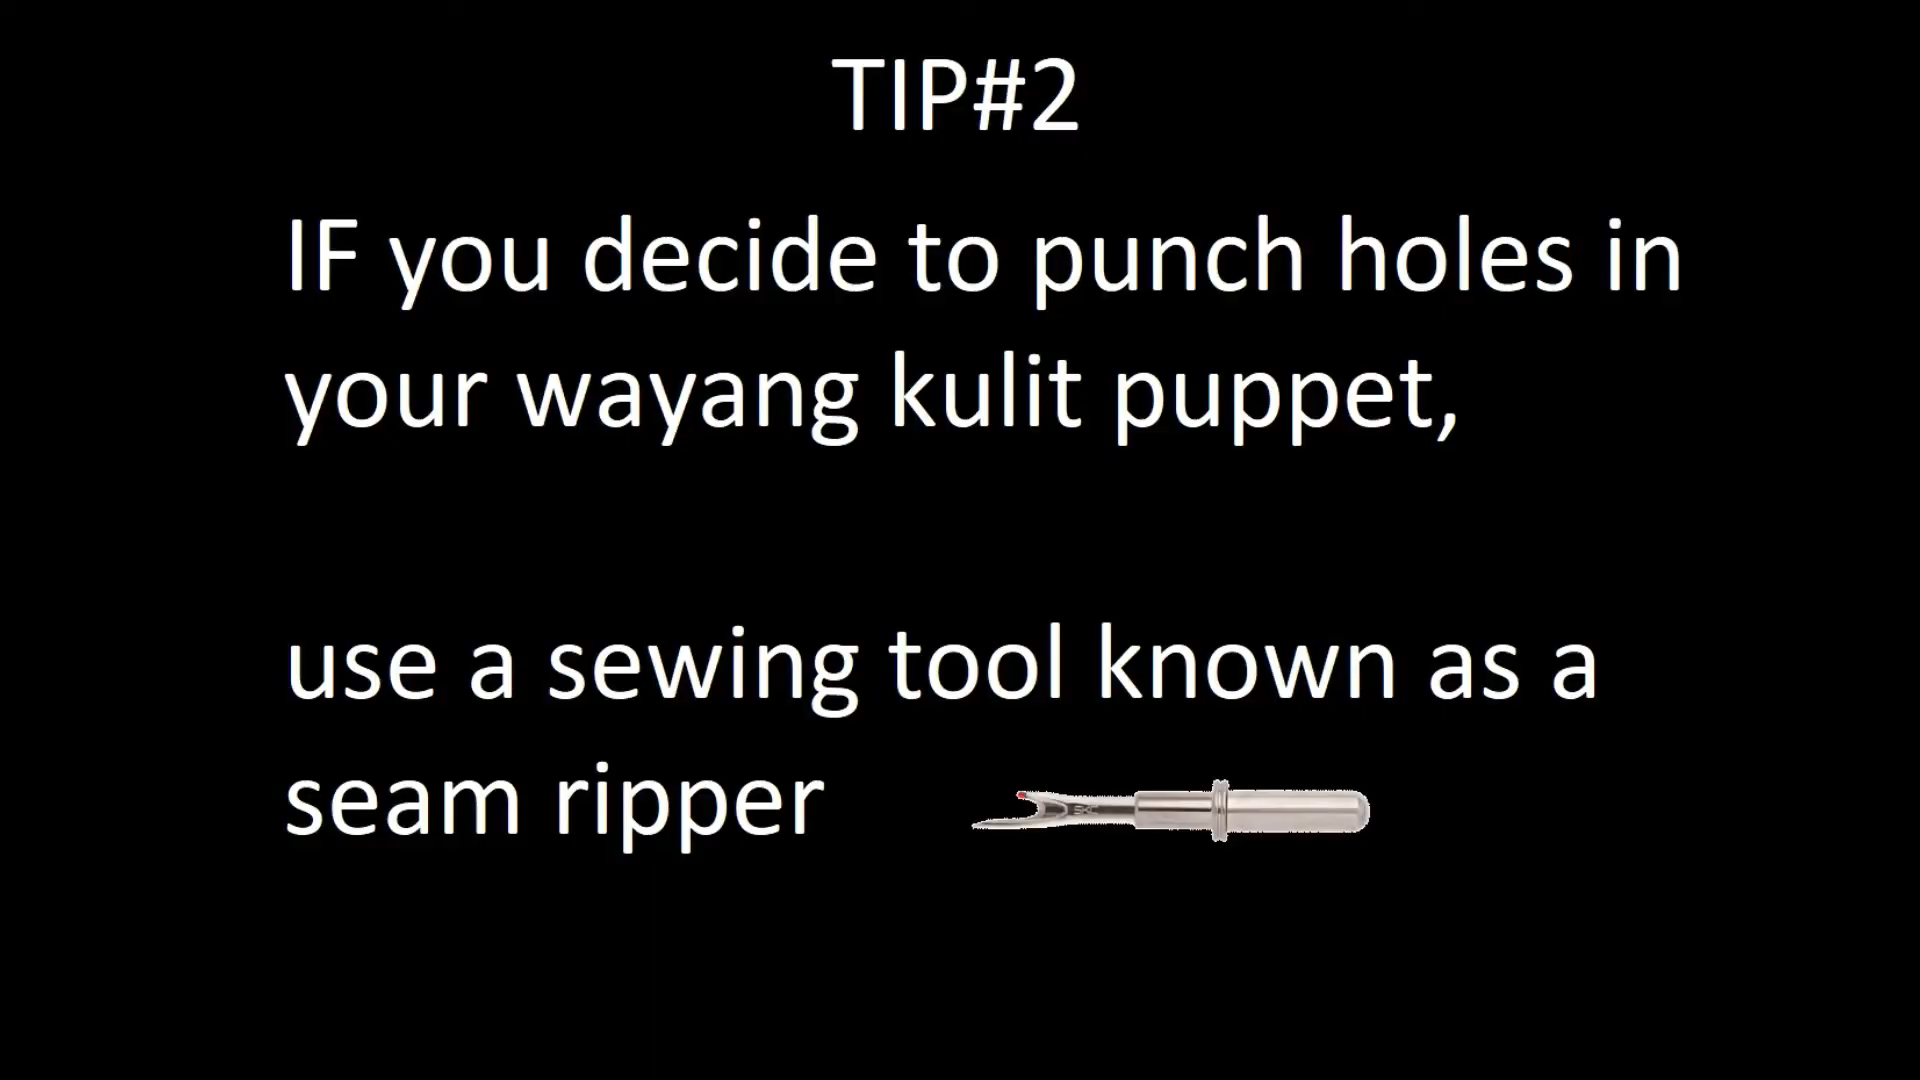 TIP#2
IF you decide to punch holes in
your wayang kulit puppet,
use a sewing tool known as a
seam ripper